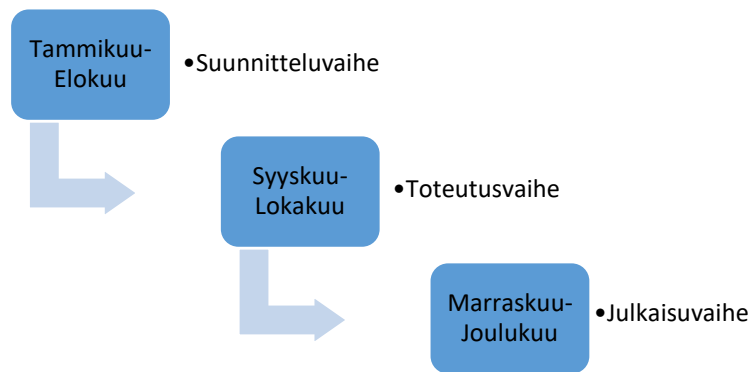 Tammikuu-
Elokuu
•Suunnitteluvaihe
Syyskuu-
Lokakuu
•Toteutusvaihe
Marraskuu-
Joulukuu
•Julkaisuvaihe